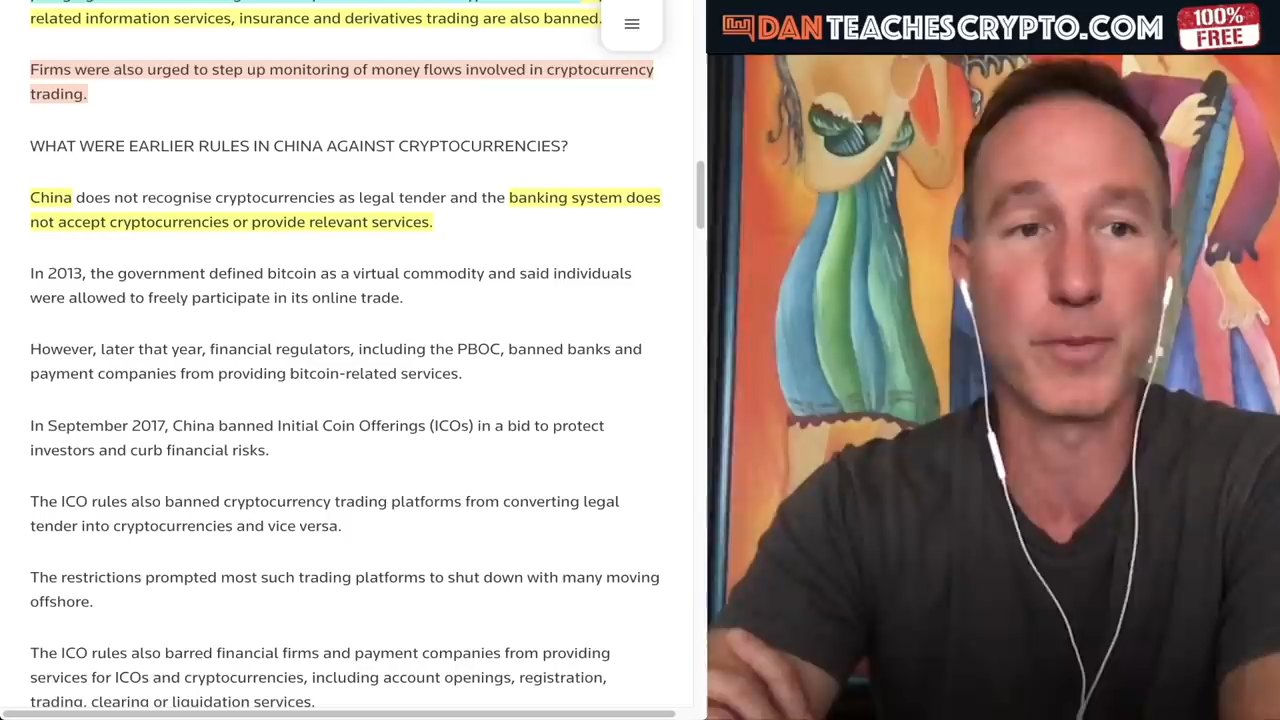 related information services, insurance and derivatives trading are also banned.
Firms were also urged to step up monitoring of money flows involved in cryptocurrency
trading.
WHAT WERE EARLIER RULES IN CHINA AGAINST CRYPTOCURRENCIES?
China does not recognise cryptocurrencies as legal tender and the banking system does
not accept cryptocurrencies or provide relevant services.
In 2013, the government defined bitcoin as a virtual commodity and said individuals
were allowed to freely participate in its online trade.
However, later that year, financial regulators, including the PBOC, banned banks and
payment companies from providing bitcoin-related services.
In September 2017, China banned Initial Coin Offerings (ICOs) in a bid to protect
investors and curb financial risks.
The ICO rules also banned cryptocurrency trading platforms from converting legal
tender into cryptocurrencies and vice versa.
The restrictions prompted most such trading platforms to shut down with many moving
offshore.
The ICO rules also barred financial firms and payment companies from providing
services for ICOs and cryptocurrencies, including account openings, registration,
trading, clearing or liquidation services.
DANTEACHESCRYPTO.COM
100%
FREE